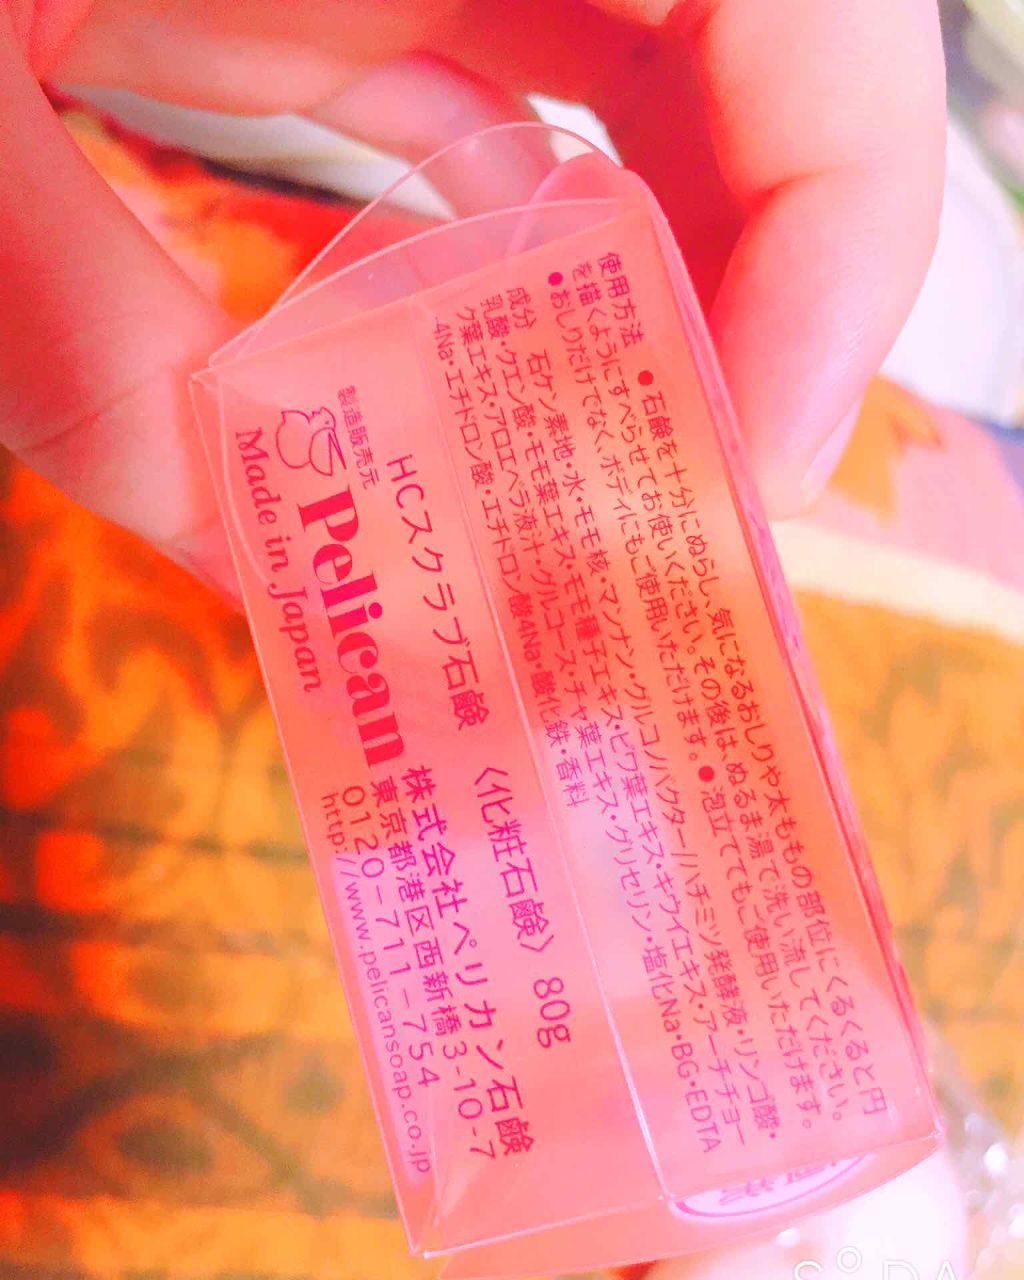 使用方法 ●石鹸を十分にぬらし、気になるおしりや太ももの部位にくるくると円
を描くようにすべらせてお使いください。その後はぬるま湯で洗い流してください。
●おしりだけでなく、ボディにもご使用いただけます。●泡立ててもご使用いただけます。
成分 石ケン素地・水・モモ核・マンナン・グルコノバクター/ハチミツ発酵液・リンゴ酸・
乳酸・クエン酸・モモ葉エキス・モモ種子エキス・ビワ葉エキス・キウイエキス・アーチチョー
ク葉エキス・アロエベラ液汁・グルコース・チャ葉エキス・グリセリン・塩化Na・BG・EDTA
-4Na・エチドロン酸・エチドロン酸4Na・酸化鉄・香料
HCスクラブ石鹸 〈化粧石鹸〉 80g
製造販売元
Pelican
Made in Japan
株式会社ペリカン石鹸
東京都港区西新橋3-10-7
0120-711-754
http://www.pelicansoap.co.jp